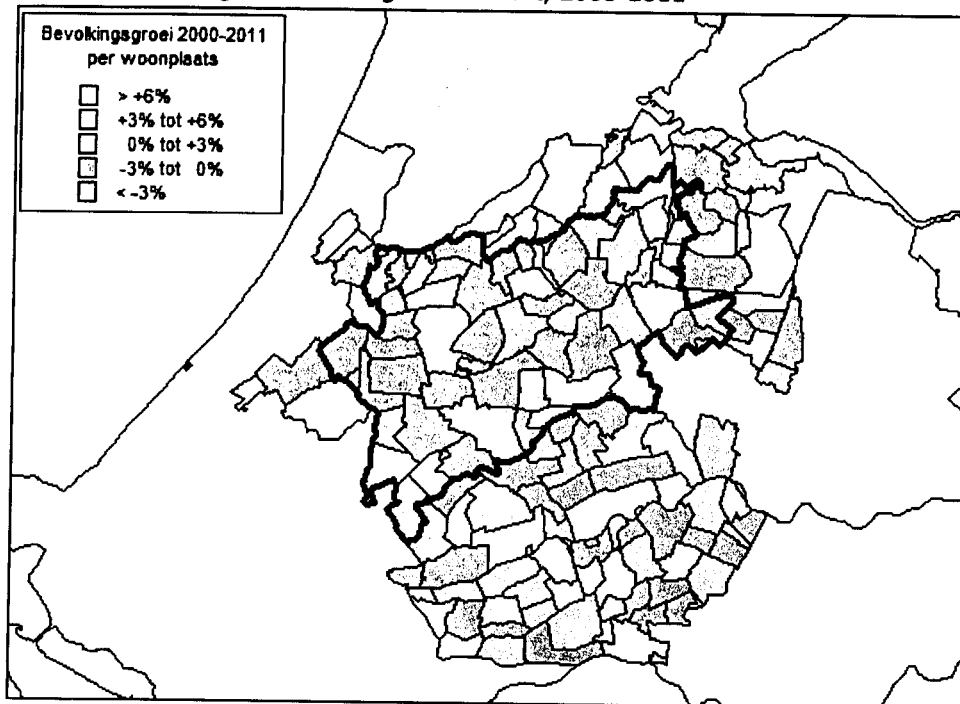 Bevolkingsgroei 2000-2011
per woonplaats
> +6%
+3% tot +6%
0% tot +3%
-3% tot 0%
< -3%